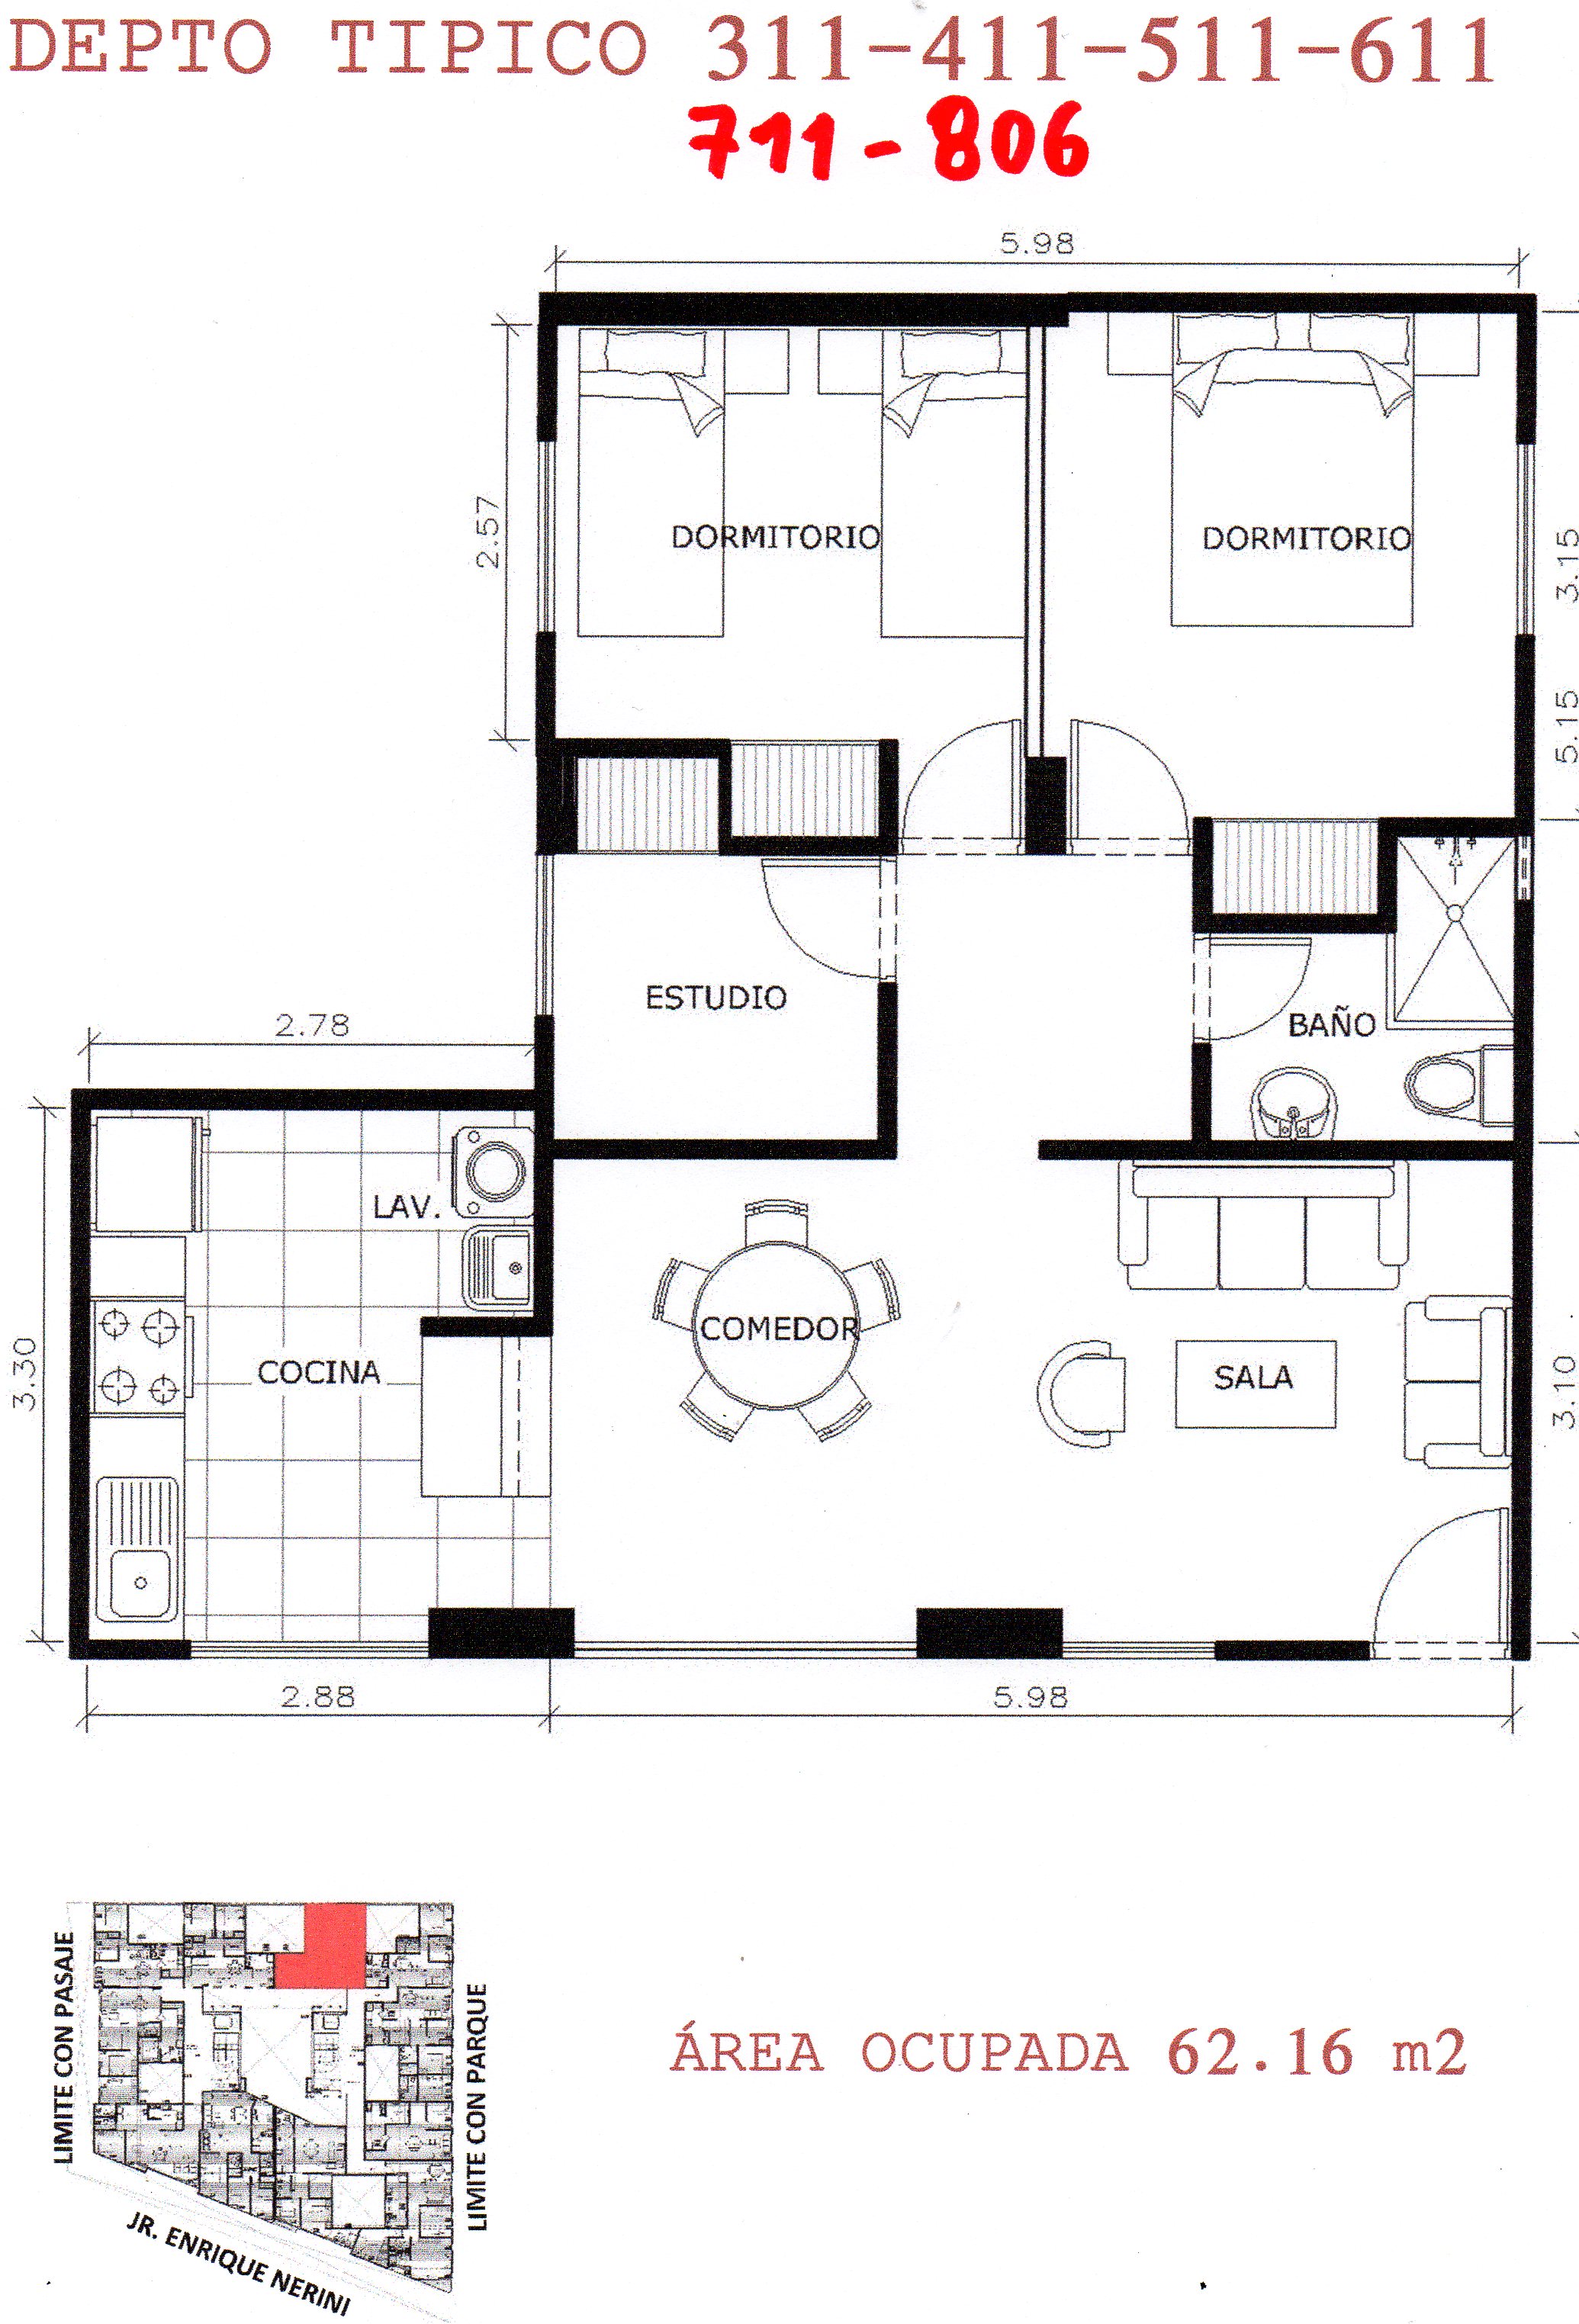 DEPTO TIPICO 311-411-511-611
711-806
5.98
2.57
DORMITORIO
DORMITORIO
3.15
5.15
ESTUDIO
BAÑO
2.78
LAV.
COCINA
COMEDOR
SALA
3.30
3.10
2.88
5.98
LIMITE CON PASAJE
LIMITE CON PARQUE
JR. ENRIQUE NERINI
ÁREA OCUPADA 62.16 m2